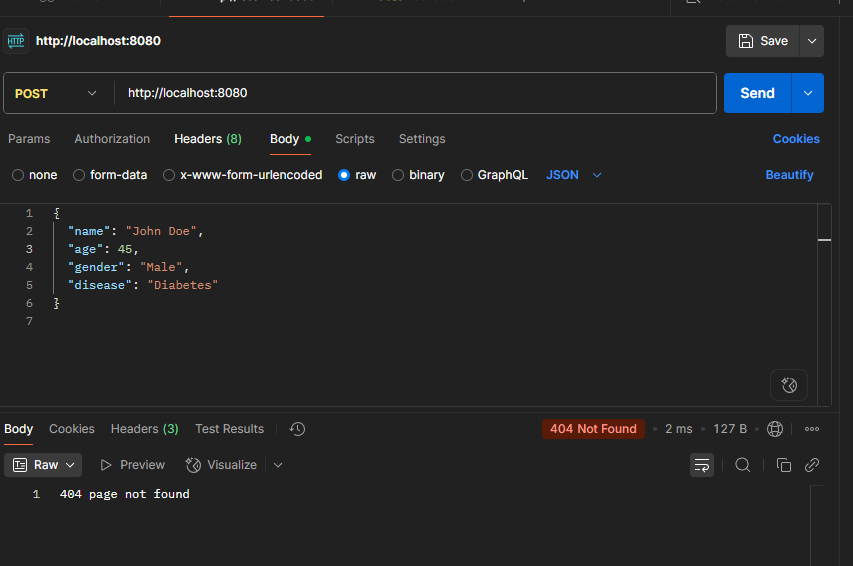 HTTP http://localhost:8080 Save
POST http://localhost:8080 Send
Params Authorization Headers (8) Body Scripts Settings Cookies
none form-data x-www-form-urlencoded raw binary GraphQL JSON Beautify
1 {
2 "name": "John Doe",
3 "age": 45,
4 "gender": "Male",
5 "disease": "Diabetes"
6 }
7
Body Cookies Headers (3) Test Results 404 Not Found 2 ms 127 B
Raw Preview Visualize
1 404 page not found